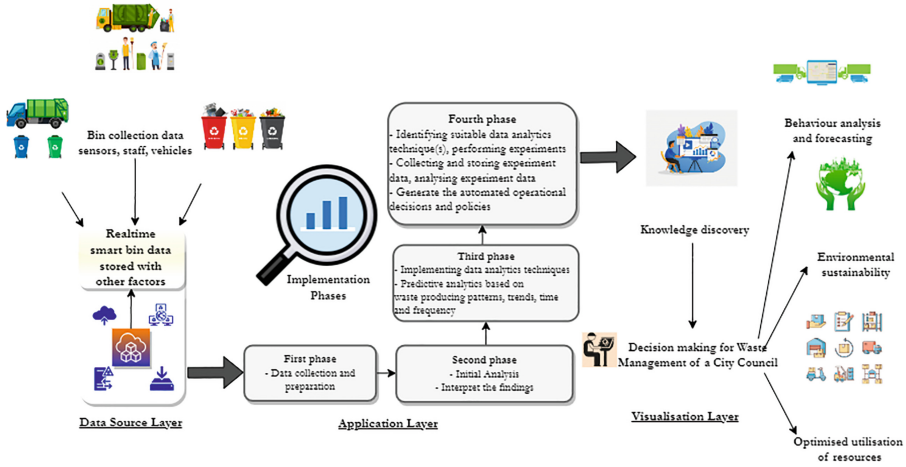 Bin collection data
sensors, staff, vehicles
Realtime
smart bin data
stored with
other factors
Data Source Layer
Implementation
Phases
First phase
- Data collection and
preparation
Second phase
- Initial Analysis
- Interpret the findings
Third phase
- Implementing data analytics techniques
- Predictive analytics based on
waste producing patterns, trends, time
and frequency
Fourth phase
- Identifying suitable data analytics
technique(s), performing experiments
- Collecting and storing experiment
data, analysing experiment data
- Generate the automated operational
decisions and policies
Application Layer
Knowledge discovery
Decision making for Waste
Management of a City Council
Visualisation Layer
Behaviour analysis
and forecasting
Environmental
sustainability
Optimised utilisation
of resources